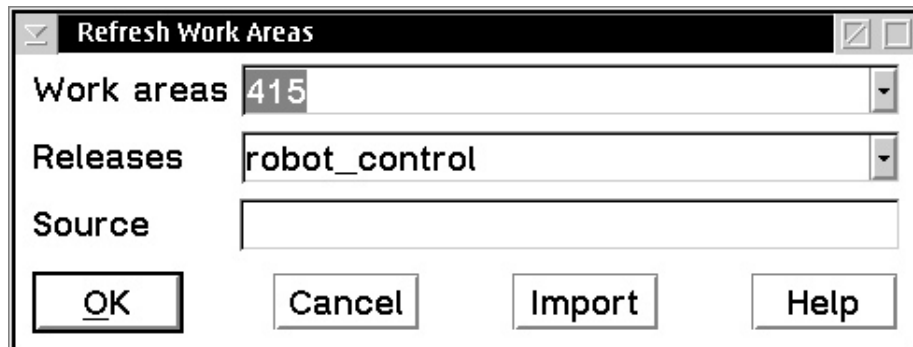 Refresh Work Areas
Work areas 415
Releases robot_control
Source
OK Cancel Import Help